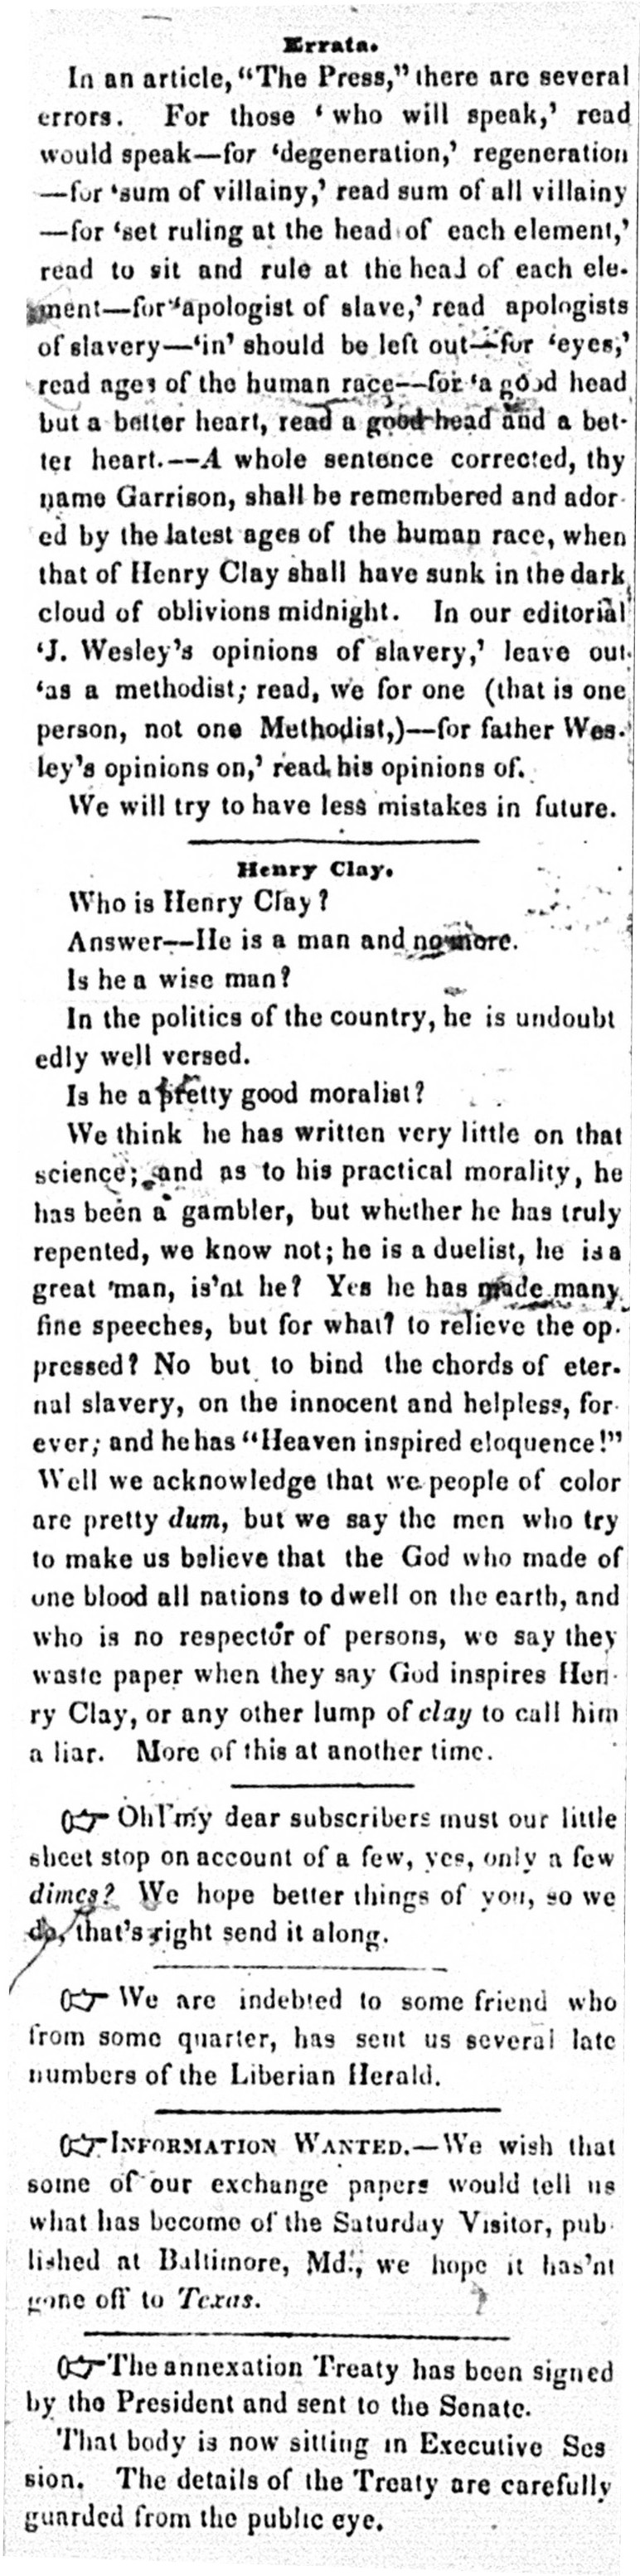 Errata.
In an article, "The Press," there are several
errors. For those ' who will speak,' read
would speak—for 'degeneration,' regeneration
—for 'sum of villainy,' read sum of all villainy
—for 'set ruling at the head of each element,'
read to sit and rule at the head of each ele-
ment—for 'apologist of slave,' read apologists
of slavery—'in' should be left out—for 'eyes,'
read ages of the human race—for 'a good head
but a better heart, read a good head and a bet-
ter heart.—A whole sentence corrected, thy
name Garrison, shall be remembered and ador-
ed by the latest ages of the human race, when
that of Henry Clay shall have sunk in the dark
cloud of oblivions midnight. In our editorial
'J. Wesley's opinions of slavery,' leave out
'as a methodist; read, we for one (that is one
person, not one Methodist,)—for father Wes-
ley's opinions on,' read, his opinions of.
We will try to have less mistakes in future.
Henry Clay.
Who is Henry Clay?
Answer—He is a man and no more.
Is he a wise man?
In the politics of the country, he is undoubt
edly well versed.
Is he a pretty good moralist?
We think he has written very little on that
science; and as to his practical morality, he
has been a gambler, but whether he has truly
repented, we know not; he is a duelist, he is a
great 'man, is'nt he? Yes he has made many
fine speeches, but for what? to relieve the op-
pressed? No but to bind the chords of eter-
nal slavery, on the innocent and helpless, for-
ever; and he has "Heaven inspired eloquence!"
Well we acknowledge that we people of color
are pretty dum, but we say the men who try
to make us believe that the God who made of
one blood all nations to dwell on the earth, and
who is no respector of persons, we say they
waste paper when they say God inspires Hen-
ry Clay, or any other lump of clay to call him
a liar. More of this at another time.
☞ Oh! my dear subscribers must our little
sheet stop on account of a few, yes, only a few
dimes? We hope better things of you, so we
do, that's right send it along.
☞ We are indebted to some friend who
from some quarter, has sent us several late
numbers of the Liberian Herald.
☞ INFORMATION WANTED.—We wish that
some of our exchange papers would tell us
what has become of the Saturday Visitor, pub-
lished at Baltimore, Md., we hope it has'nt
gone off to Texas.
☞ The annexation Treaty has been signed
by the President and sent to the Senate.
That body is now sitting in Executive Ses
sion. The details of the Treaty are carefully
guarded from the public eye.